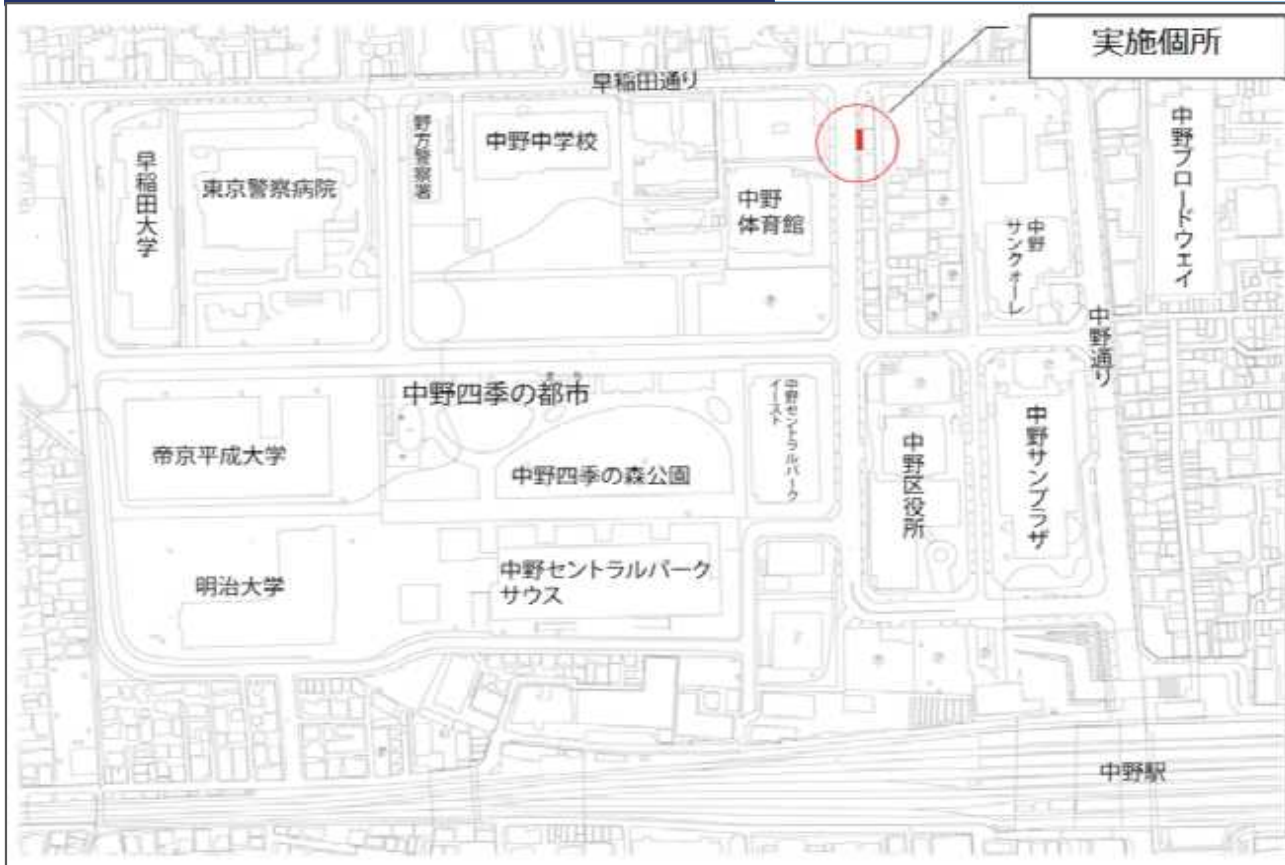 実施個所
早稲田通り
野方警察署
中野中学校
早稲田大学
東京警察病院
中野
体育館
中野
サンクォーレ
中野ブロードウェイ
中野通り
中野四季の都市
中野セントラルパーク
イースト
帝京平成大学
中野四季の森公園
中野区役所
中野サンプラザ
明治大学
中野セントラルパーク
サウス
中野駅